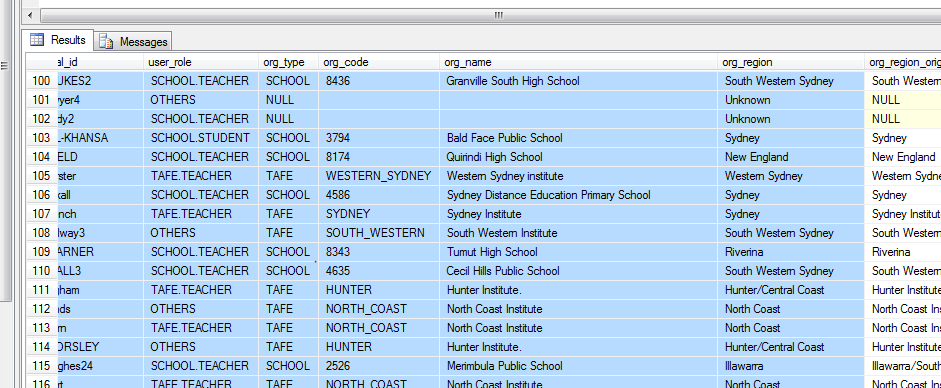 Results Messages
al_id user_role org_type org_code org_name org_region org_region_orig
100 UKES2 SCHOOL.TEACHER SCHOOL 8436 Granville South High School South Western Sydney South Western
101 yer4 OTHERS NULL Unknown NULL
102 dy2 SCHOOL.TEACHER NULL Unknown NULL
103 -KHANSA SCHOOL.STUDENT SCHOOL 3794 Bald Face Public School Sydney Sydney
104 ELD SCHOOL.TEACHER SCHOOL 8174 Quirindi High School New England New England
105 ster TAFE.TEACHER TAFE WESTERN_SYDNEY Western Sydney institute Western Sydney Western Sydne
106 kall SCHOOL.TEACHER SCHOOL 4586 Sydney Distance Education Primary School Sydney Sydney
107 nch TAFE.TEACHER TAFE SYDNEY Sydney Institute Sydney Sydney Institut
108 lway3 OTHERS TAFE SOUTH_WESTERN South Western Institute South Western Sydney South Western
109 ARNER SCHOOL.TEACHER SCHOOL 8343 Tumut High School Riverina Riverina
110 ALL3 SCHOOL.TEACHER SCHOOL 4635 Cecil Hills Public School South Western Sydney South Western
111 gham TAFE.TEACHER TAFE HUNTER Hunter Institute. Hunter/Central Coast Hunter Institute
112 nds OTHERS TAFE NORTH_COAST North Coast Institute North Coast North Coast Ins
113 m TAFE.TEACHER TAFE NORTH_COAST North Coast Institute North Coast North Coast Ins
114 ORSLEY OTHERS TAFE HUNTER Hunter Institute. Hunter/Central Coast Hunter Institute
115 ghes24 SCHOOL.TEACHER SCHOOL 2526 Merimbula Public School Illawarra Illawarra/South
116 rt TAFE.TEACHER TAFE NORTH_COAST North Coast Institute North Coast North Coast Ins